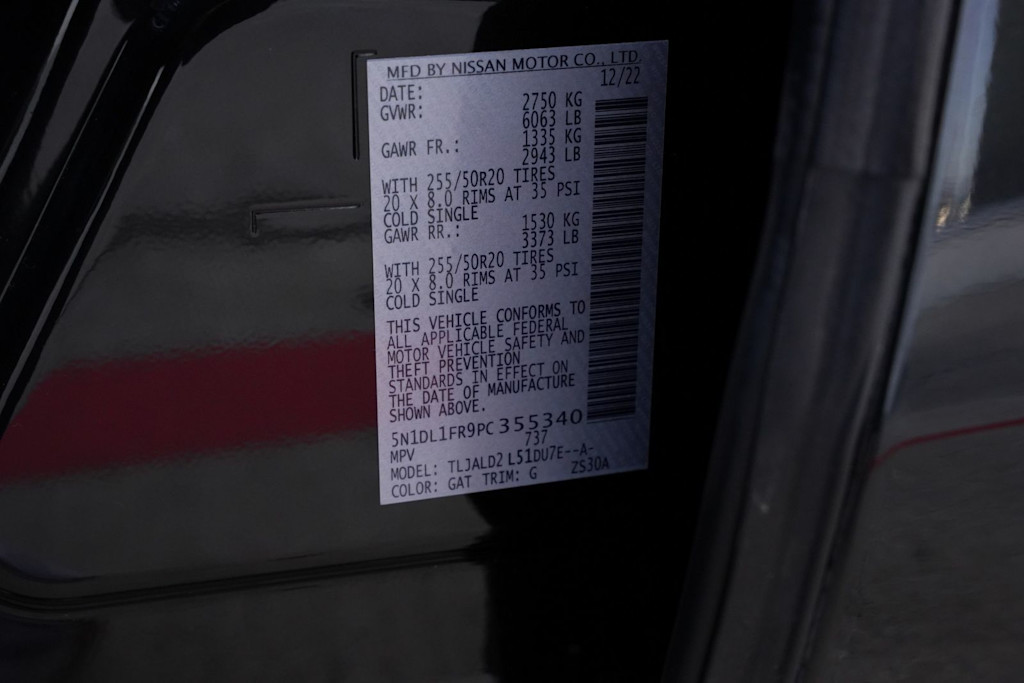 MFD BY NISSAN MOTOR CO., LTD.
DATE: 12/22
GVWR: 2750 KG
6063 LB
GAWR FR.: 1335 KG
2943 LB
WITH 255/50R20 TIRES
20 X 8.0 RIMS AT 35 PSI
COLD SINGLE
GAWR RR.: 1530 KG
3373 LB
WITH 255/50R20 TIRES
20 X 8.0 RIMS AT 35 PSI
COLD SINGLE
THIS VEHICLE CONFORMS TO
ALL APPLICABLE FEDERAL
MOTOR VEHICLE SAFETY AND
THEFT PREVENTION
STANDARDS IN EFFECT ON
THE DATE OF MANUFACTURE
SHOWN ABOVE.
5N1DL1FR9PC355340
MPV 737
MODEL: TLJALD2 L51DU7E--A-
COLOR: GAT TRIM: G ZS30A